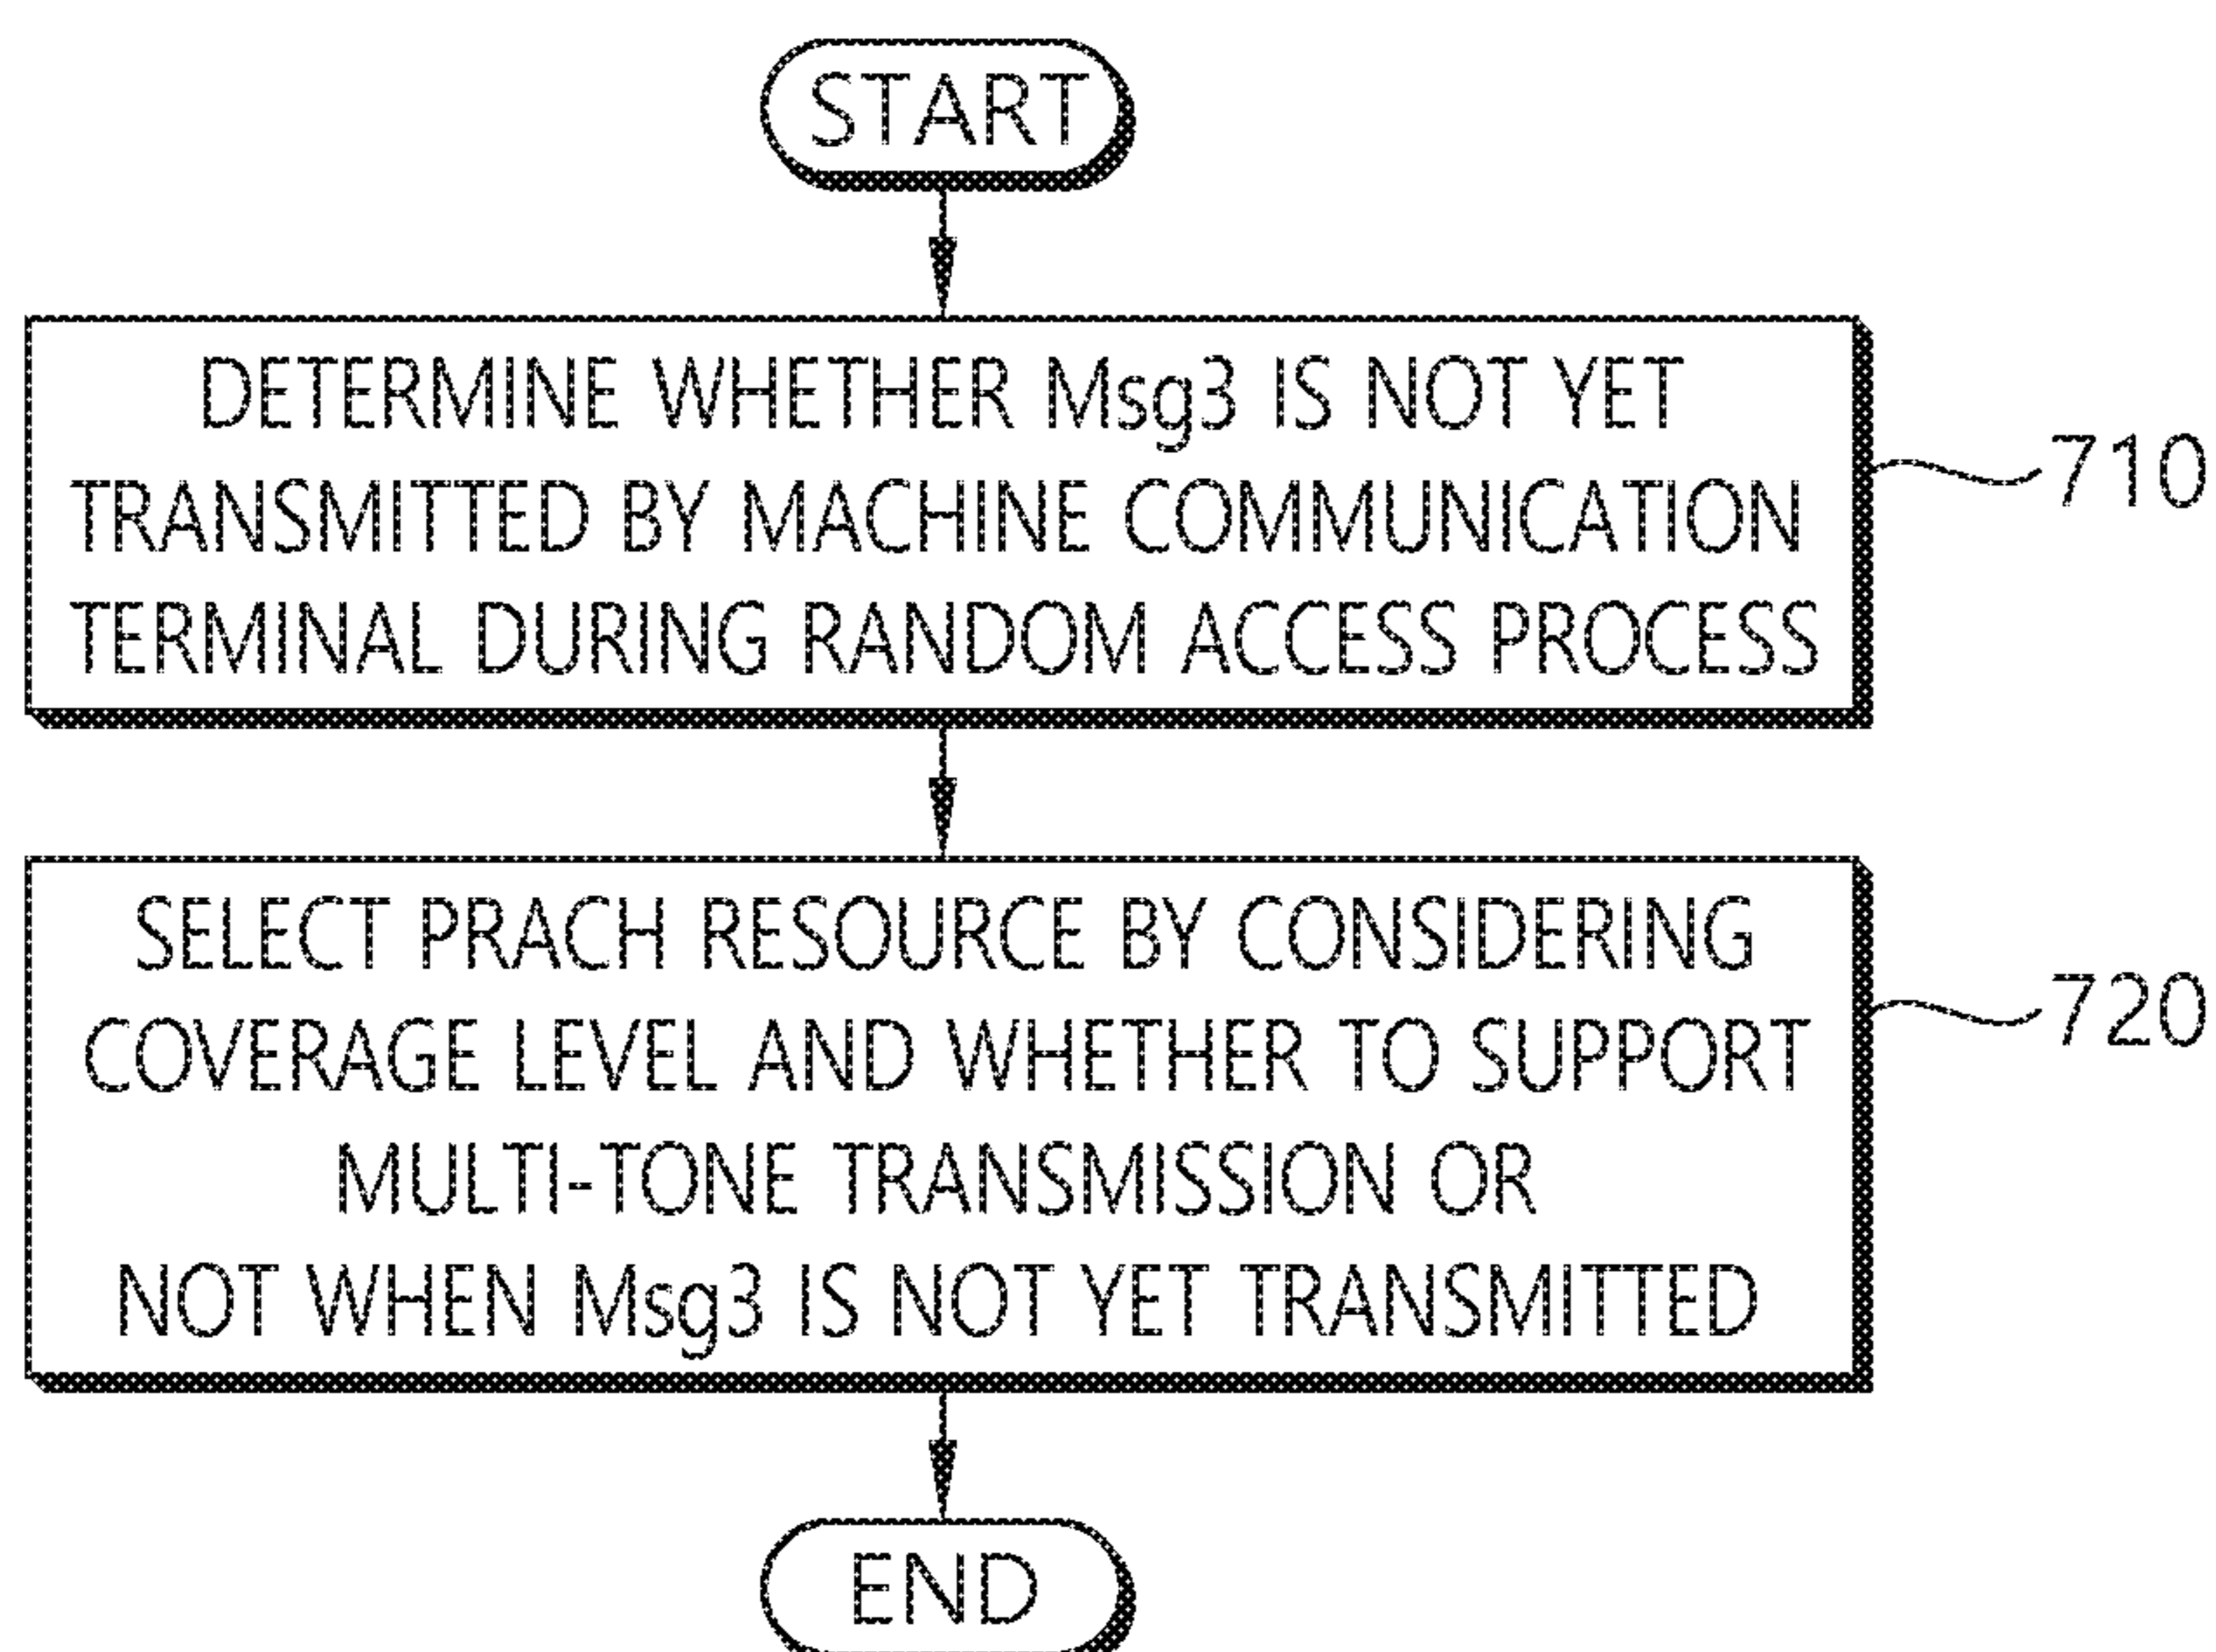 START
DETERMINE WHETHER Msg3 IS NOT YET
TRANSMITTED BY MACHINE COMMUNICATION
TERMINAL DURING RANDOM ACCESS PROCESS
710
SELECT PRACH RESOURCE BY CONSIDERING
COVERAGE LEVEL AND WHETHER TO SUPPORT
MULTI-TONE TRANSMISSION OR
NOT WHEN Msg3 IS NOT YET TRANSMITTED
720
END